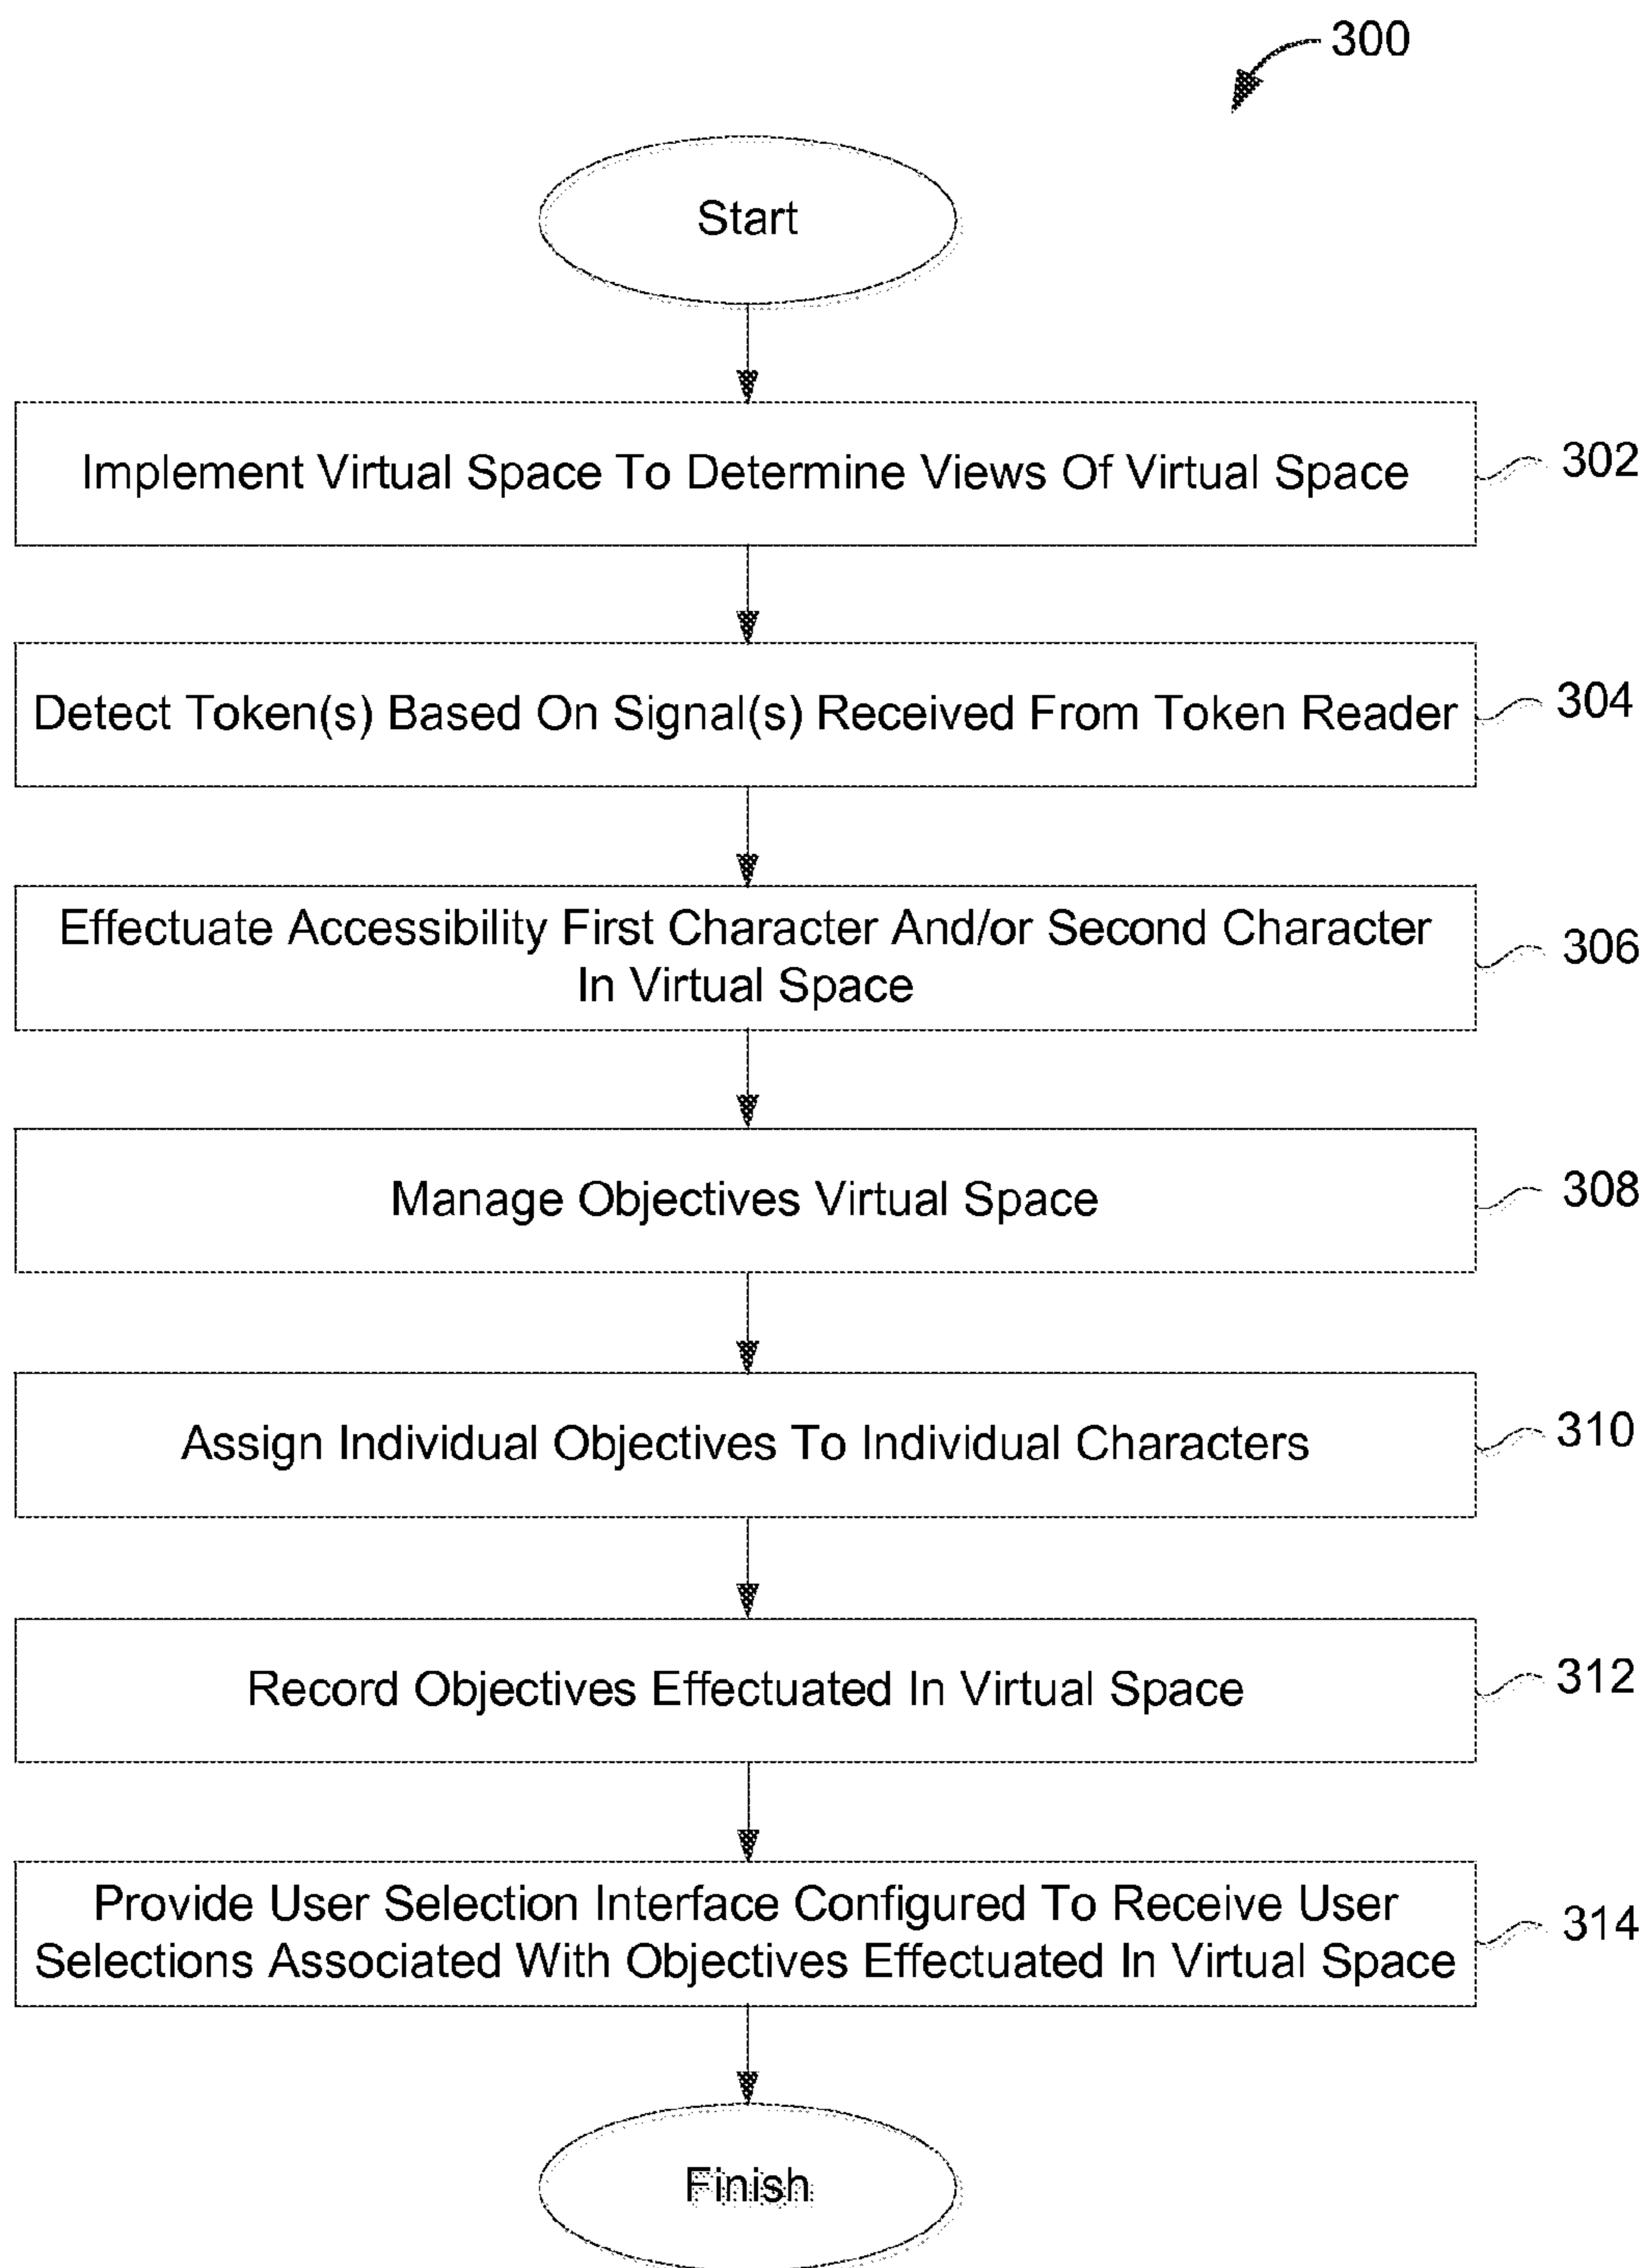 300
Start
Implement Virtual Space To Determine Views Of Virtual Space
302
Detect Token(s) Based On Signal(s) Received From Token Reader
304
Effectuate Accessibility First Character And/or Second Character
In Virtual Space
306
Manage Objectives Virtual Space
308
Assign Individual Objectives To Individual Characters
310
Record Objectives Effectuated In Virtual Space
312
Provide User Selection Interface Configured To Receive User
Selections Associated With Objectives Effectuated In Virtual Space
314
Finish